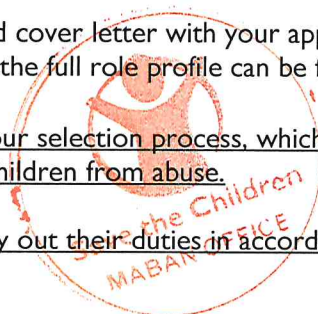 d cover letter with your app
the full role profile can be f
our selection process, which
children from abuse.
y out their duties in accord
Save the Children
MABAN OFFICE